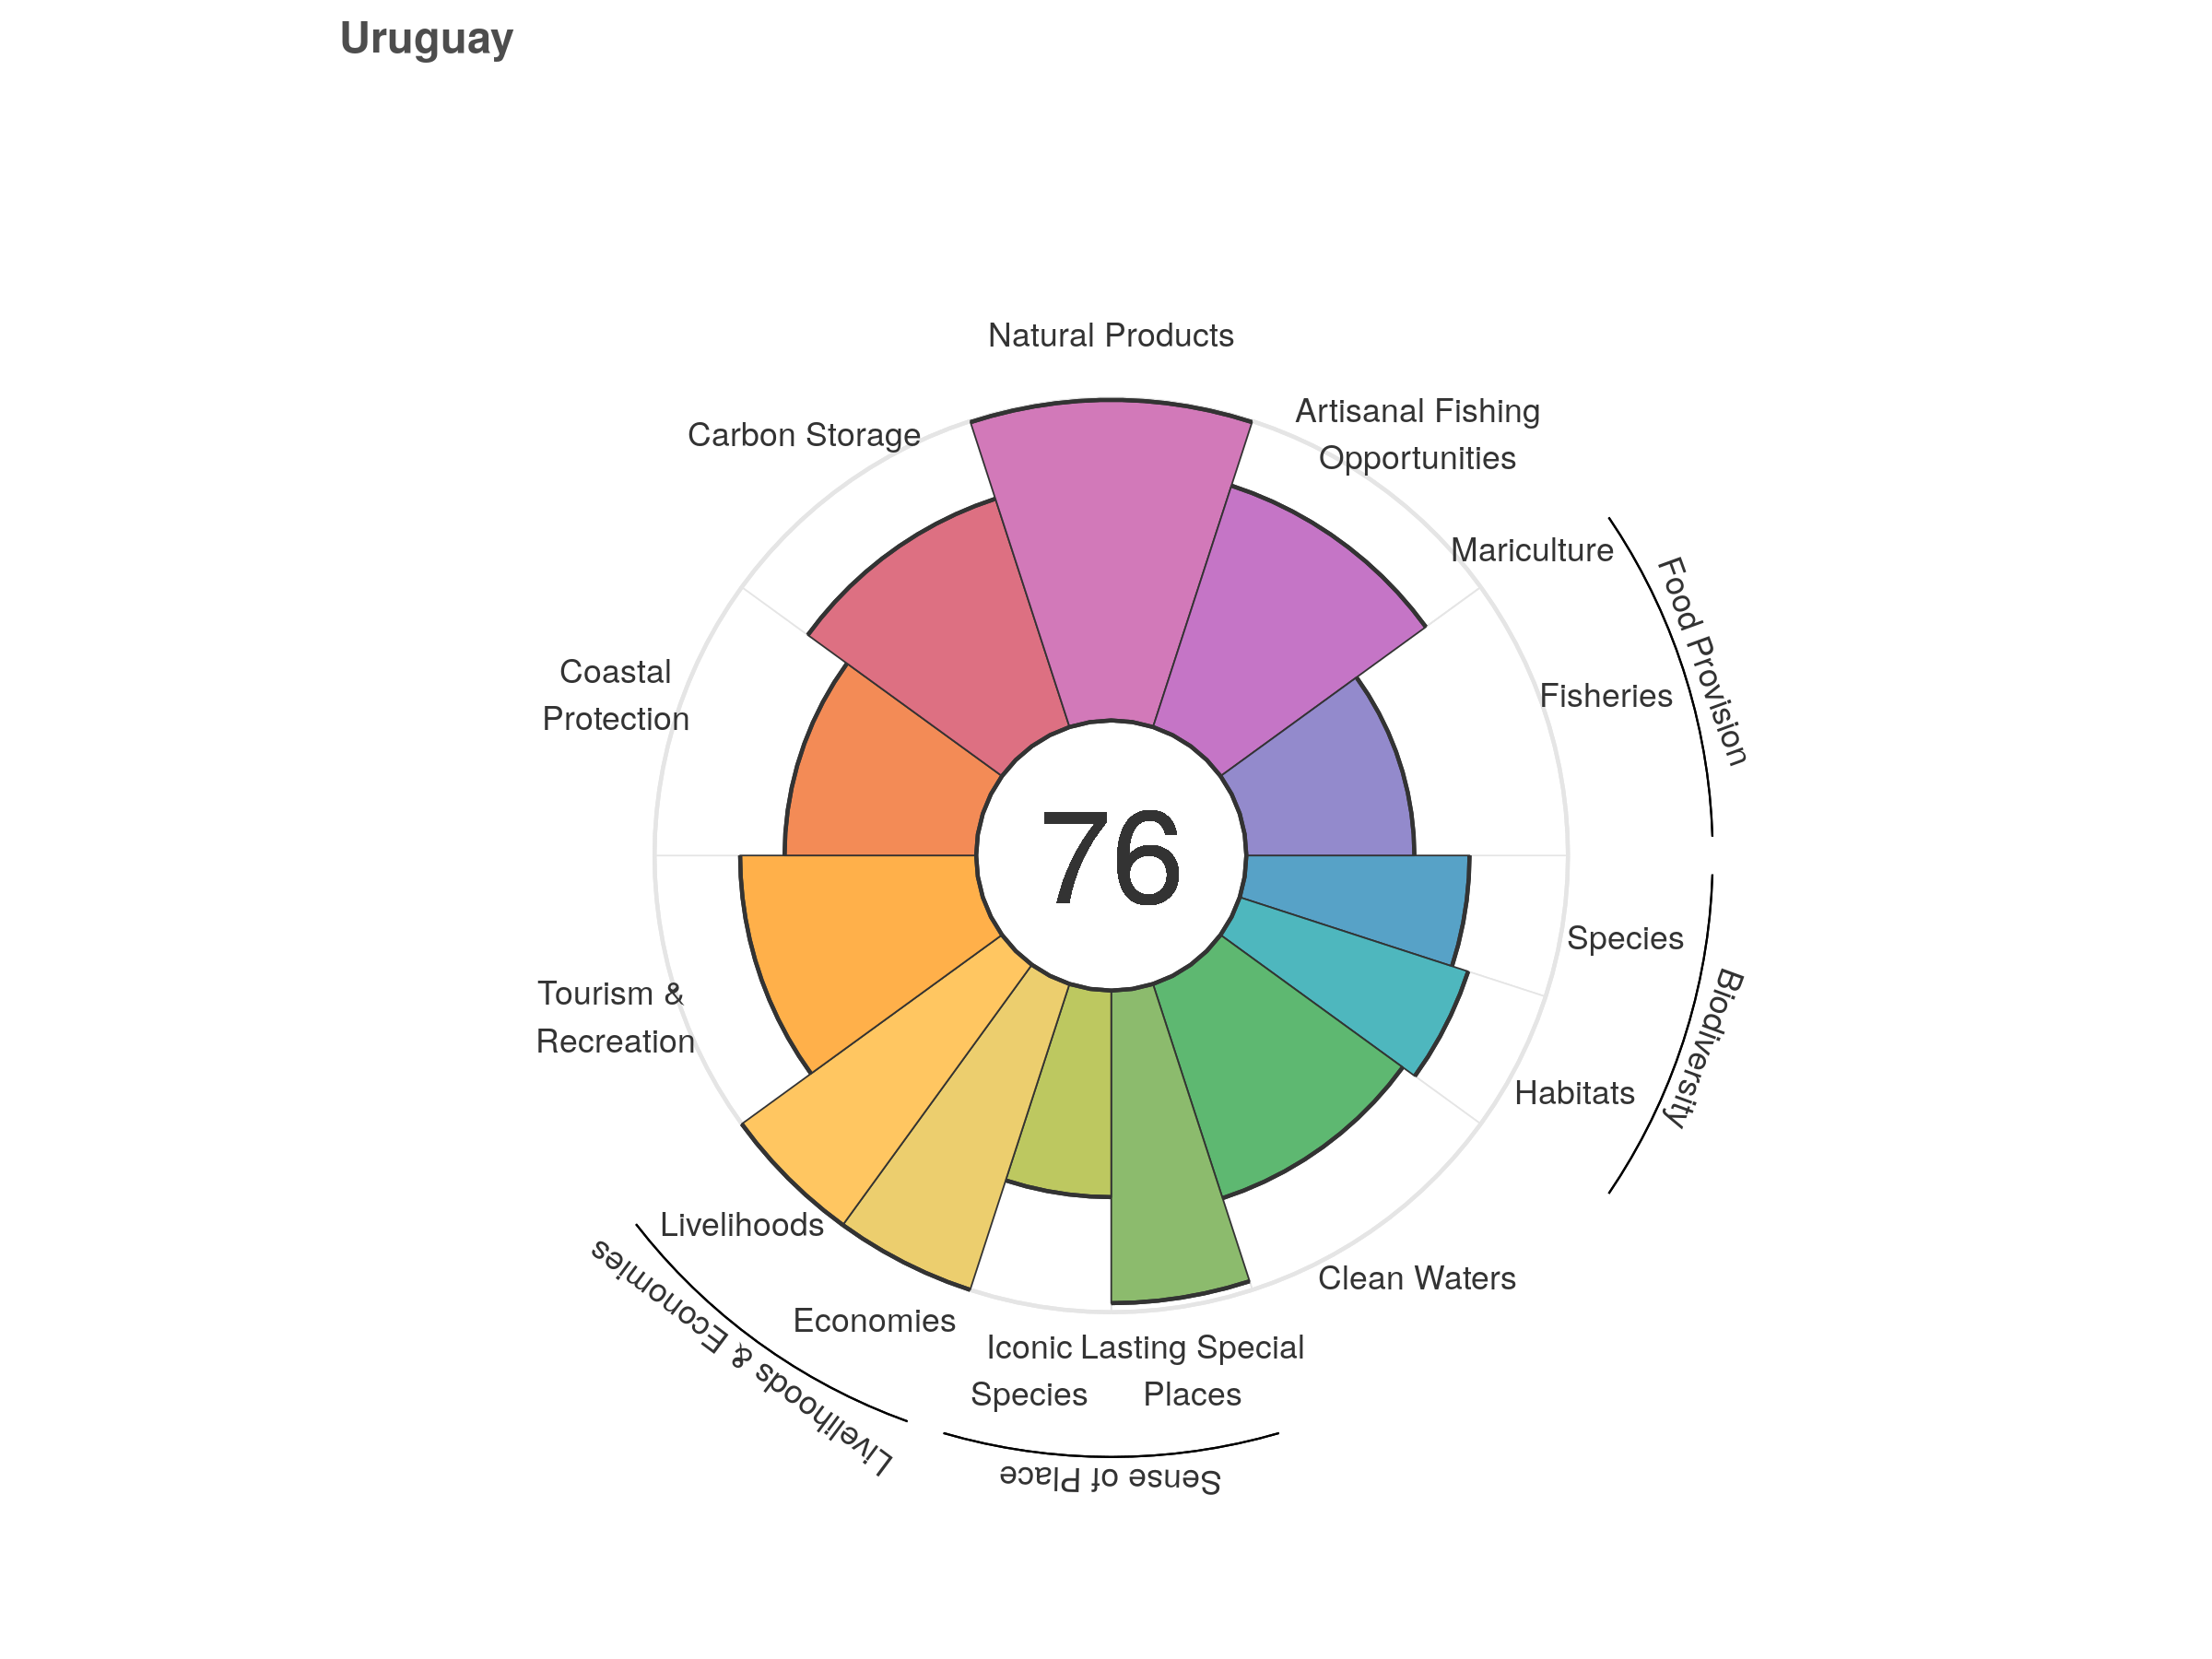 Uruguay
Natural Products
Artisanal Fishing
Opportunities
Carbon Storage
Mariculture
Food Provision
Fisheries
Coastal
Protection
76
Species
Biodiversity
Habitats
Tourism &
Recreation
Livelihoods
Livelihoods & Economies
Economies
Clean Waters
Iconic
Species
Lasting Special
Places
Sense of Place